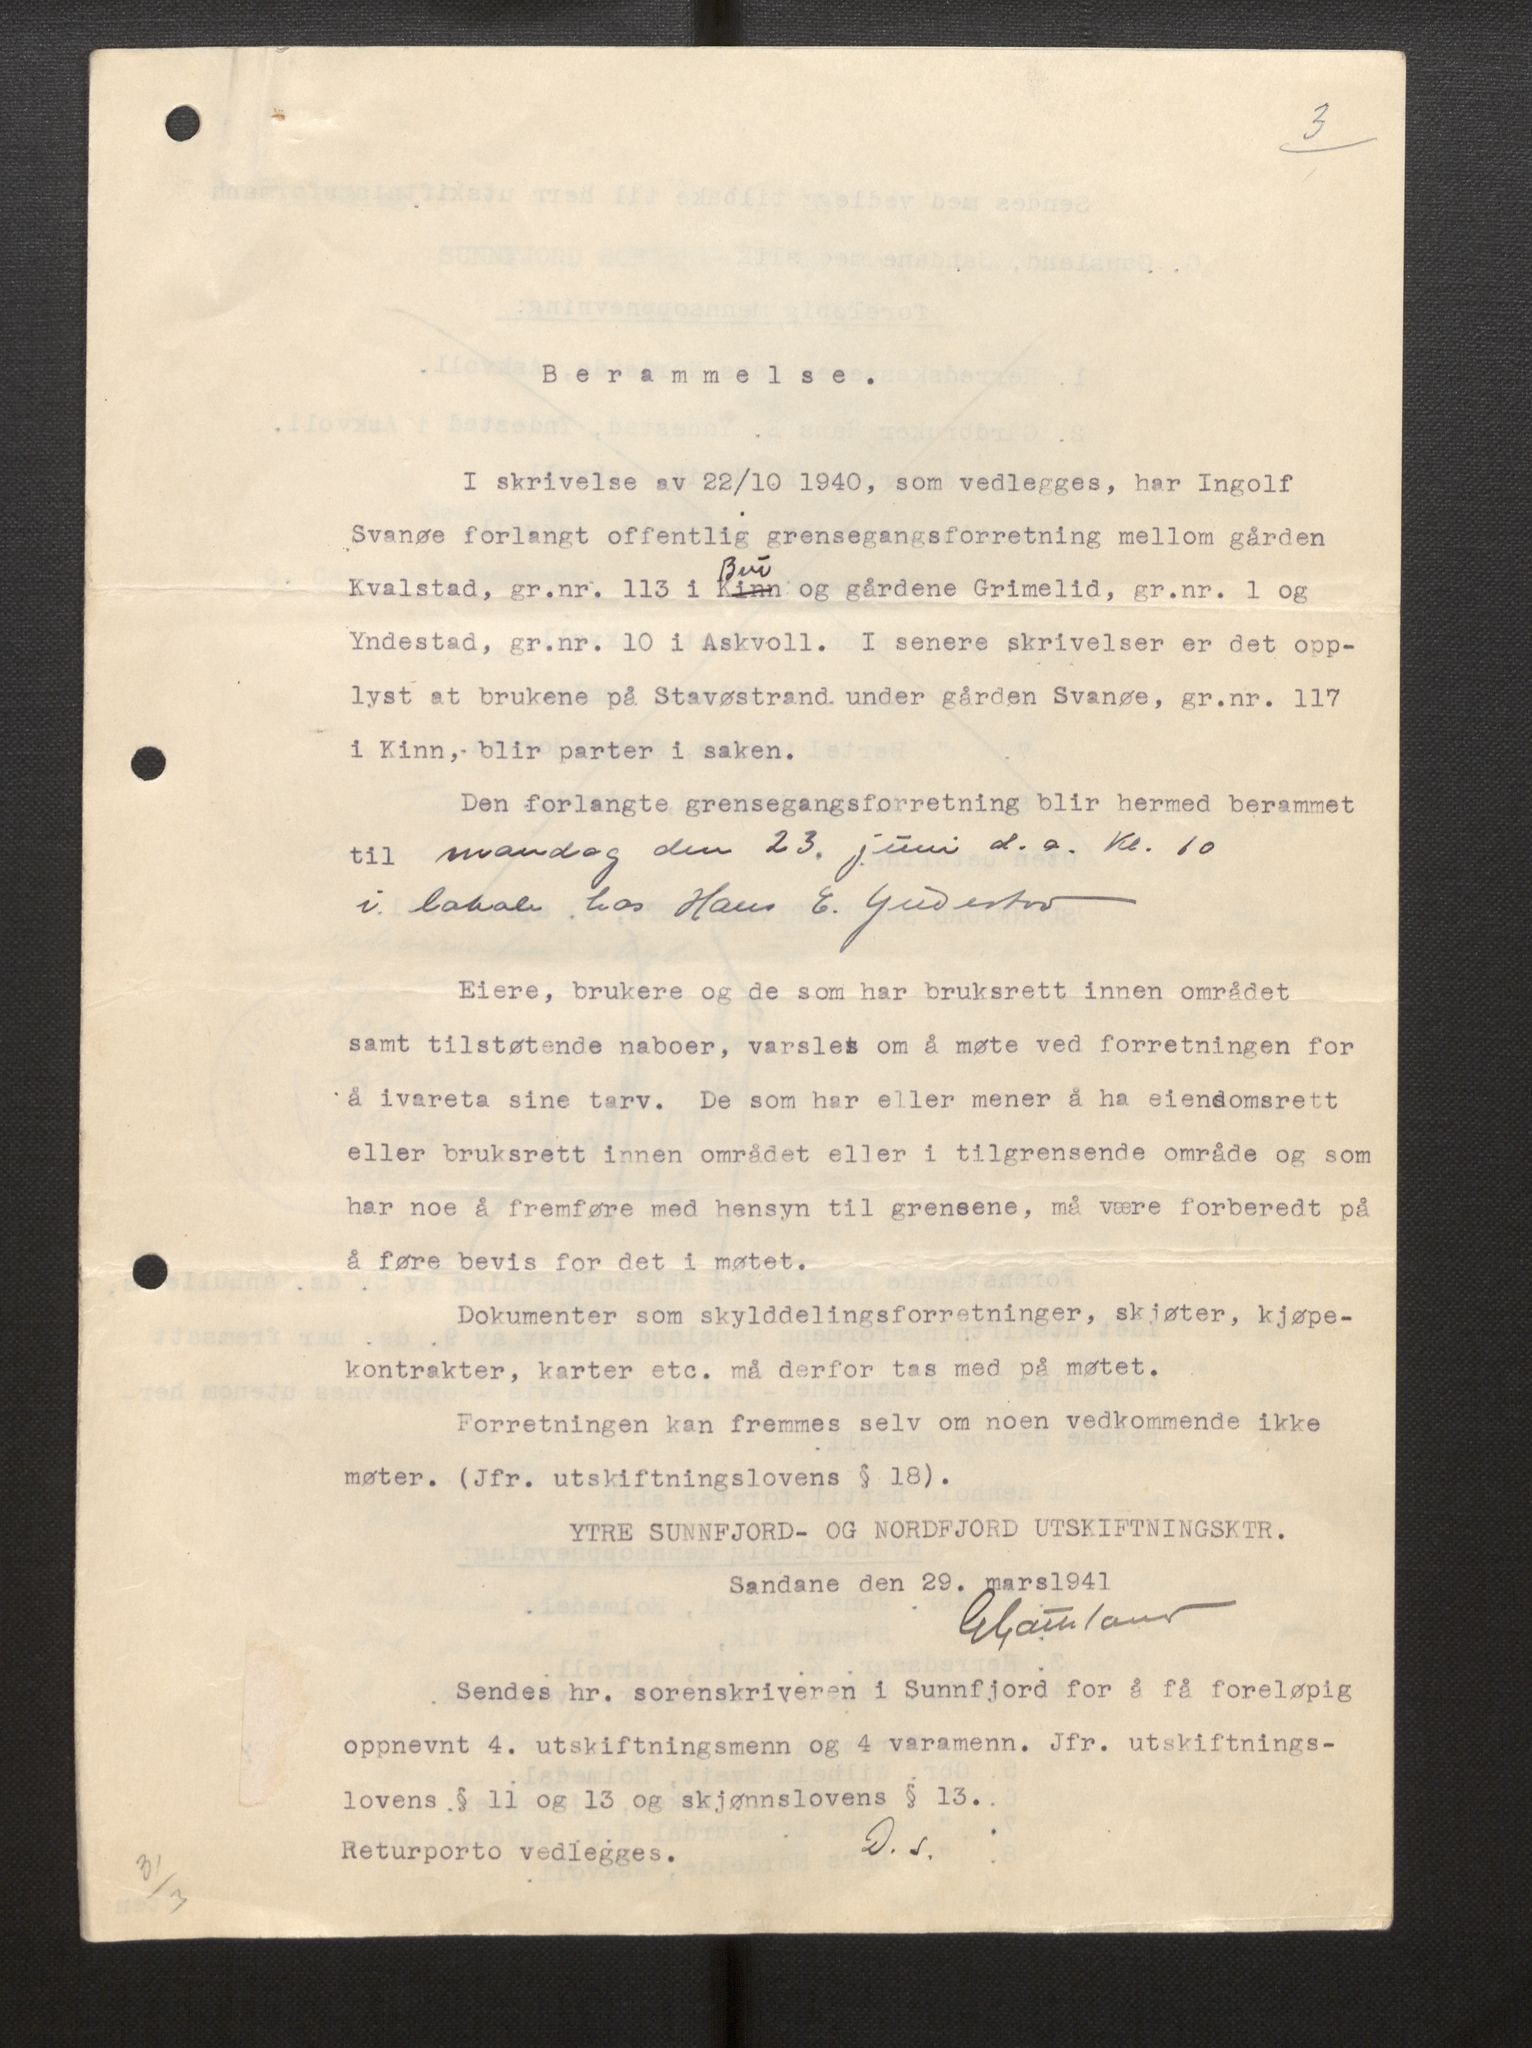 3
Berammelse.
I skrivelse av 22/10 1940, som vedlegges, har Ingolf
Svanøe forlangt offentlig grensegangsforretning mellom gården
Bru
Kvalstad, gr.nr. 113 i Kinn og gårdene Grimelid, gr.nr. 1 og
Yndestad, gr.nr. 10 i Askvoll. I senere skrivelser er det opp-
lyst at brukene på Stavøstrand under gården Svanøe, gr.nr. 117
i Kinn, blir parter i saken.
Den forlangte grensegangsforretning blir hermed berammet
til mandag den 23. juni d. a. kl. 10
i lokale hos Hans E. Yndestad
Eiere, brukere og de som har bruksrett innen området
samt tilstøtende naboer, varsles om å møte ved forretningen for
å ivareta sine tarv. De som har eller mener å ha eiendomsrett
eller bruksrett innen området eller i tilgrensende område og som
har noe å fremføre med hensyn til grensene, må være forberedt på
å føre bevis for det i møtet.
Dokumenter som skylddelingsforretninger, skjøter, kjøpe-
kontrakter, karter etc. må derfor tas med på møtet.
Forretningen kan fremmes selv om noen vedkommende ikke
møter. (Jfr. utskiftningslovens § 18).
YTRE SUNNFJORD- OG NORDFJORD UTSKIFTNINGSKTR.
Sandane den 29. mars1941
Sendes hr. sorenskriveren i Sunnfjord for å få foreløpig
oppnevnt 4. utskiftningsmenn og 4 varamenn. Jfr. utskiftnings-
lovens § 11 og 13 og skjønnslovens § 13.
Returporto vedlegges. D. s.
31/3